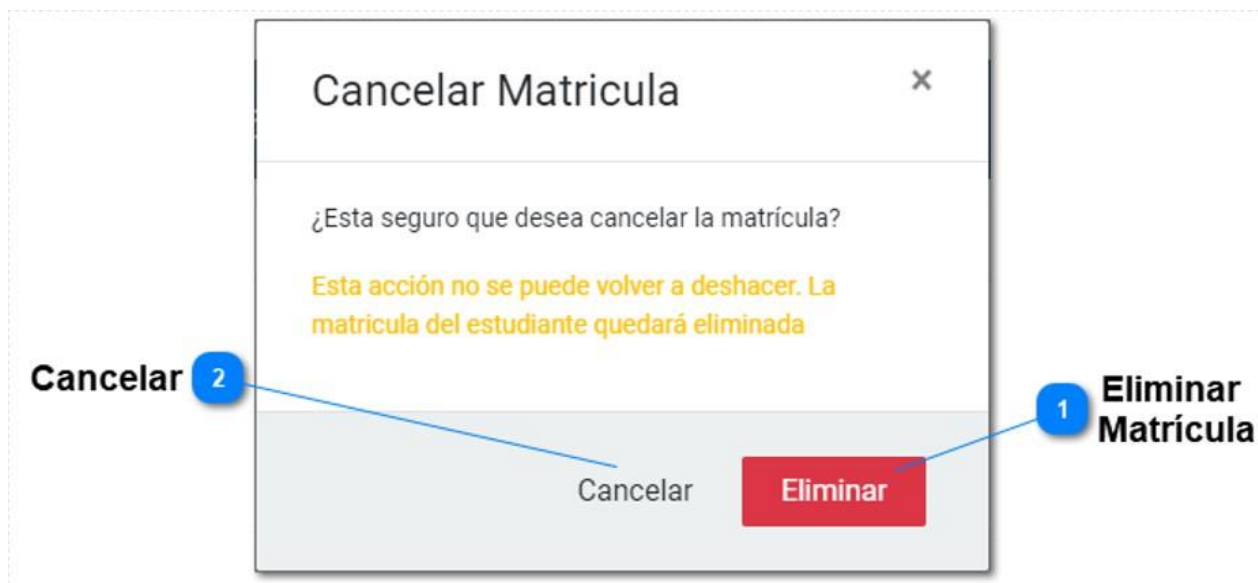 Cancelar Matricula
×
¿Esta seguro que desea cancelar la matrícula?
Esta acción no se puede volver a deshacer. La
matricula del estudiante quedará eliminada
Cancelar 2
1 Eliminar
Matrícula
Cancelar
Eliminar